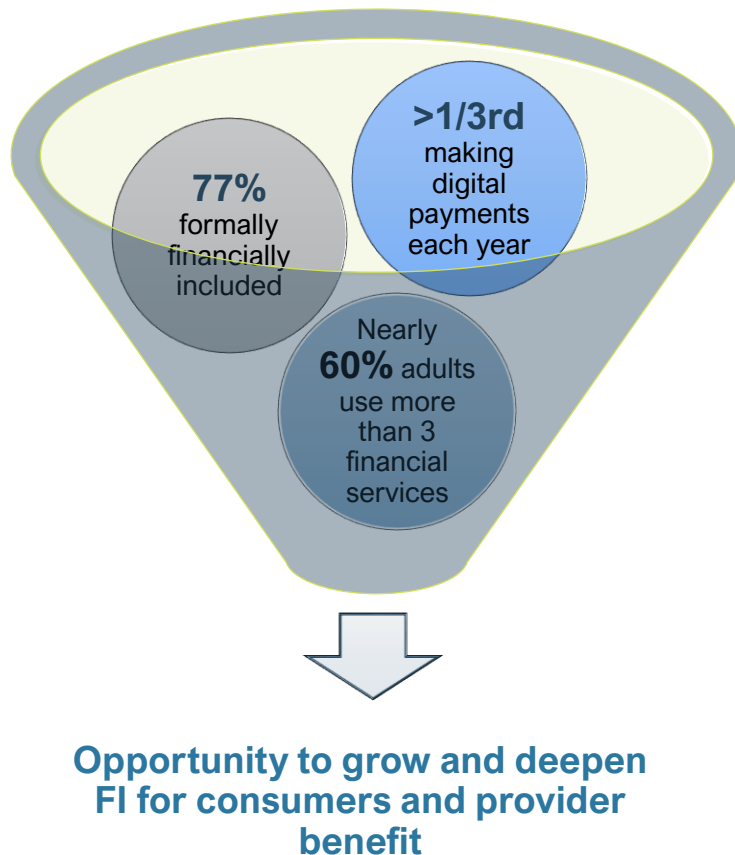 77%
formally
financially
included
>1/3rd
making
digital
payments
each year
Nearly
60% adults
use more
than 3
financial
services
Opportunity to grow and deepen
FI for consumers and provider
benefit